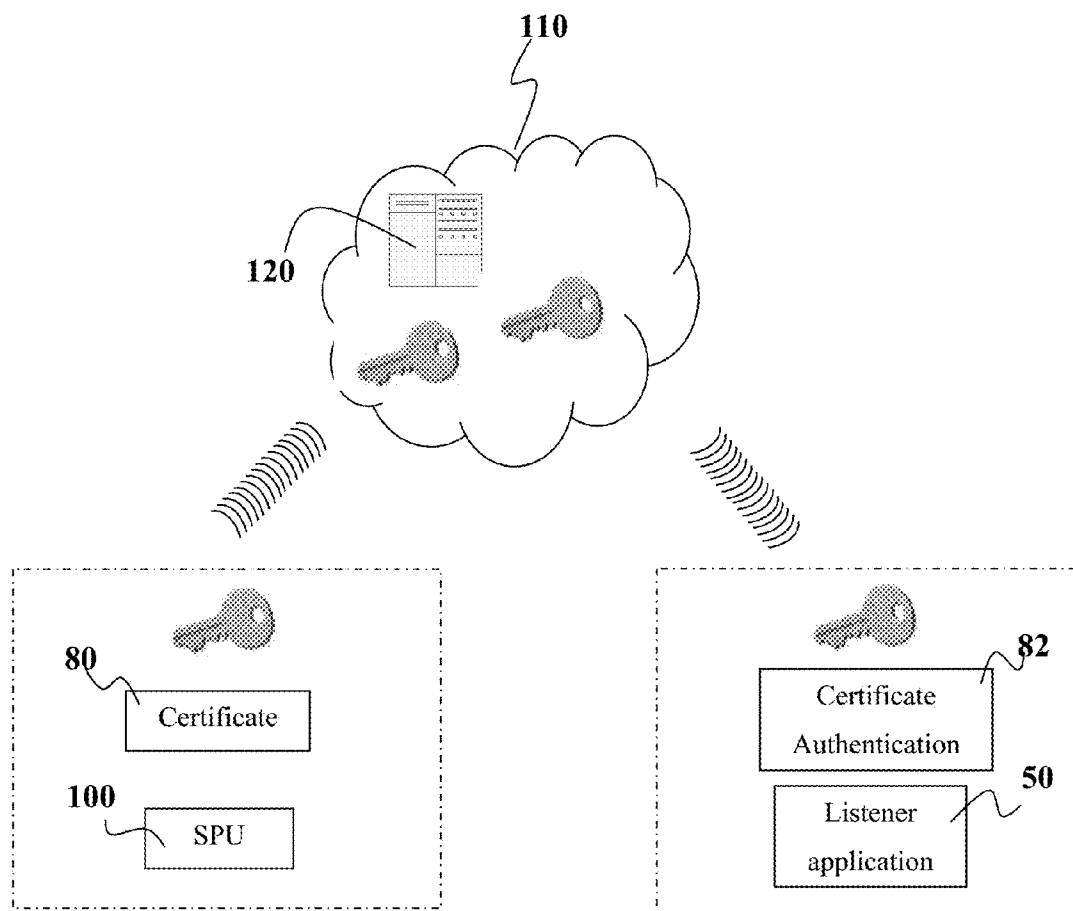 110
120
80
Certificate
100
SPU
82
Certificate
Authentication
50
Listener
application